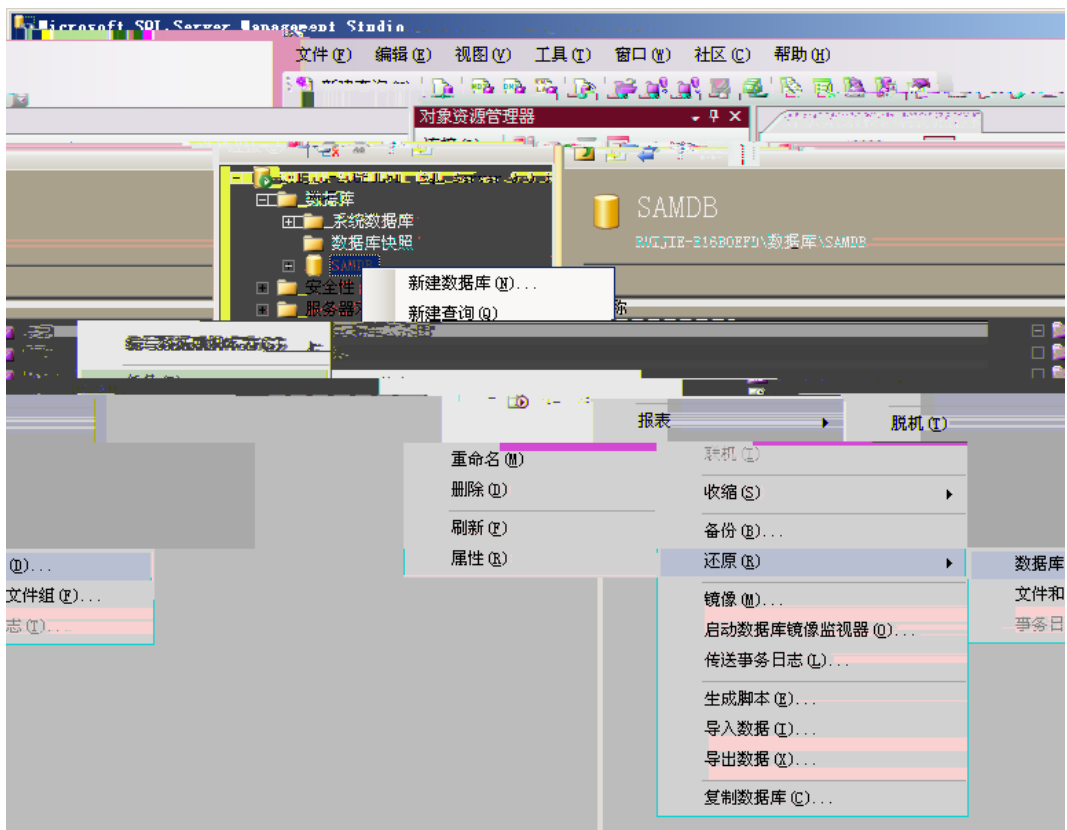 Microsoft SQL Server Management Studio
文件(F) 编辑(E) 视图(V) 工具(T) 窗口(W) 社区(C) 帮助(H)
对象资源管理器
数据库
系统数据库
数据库快照
SAMDB
安全性
服务器
SAMDB
\数据库\SAMDB
新建数据库(N)...
新建查询(Q)
称
报表
脱机(T)
重命名(M)
删除(D)
刷新(F)
属性(R)
联机(I)
收缩(S)
备份(B)...
还原(R)
镜像(M)...
启动数据库镜像监视器(O)...
传送事务日志(L)...
生成脚本(E)...
导入数据(I)...
导出数据(X)...
复制数据库(C)...
数据库
文件和
事务日
(D)...
文件组(F)...
志(T)...